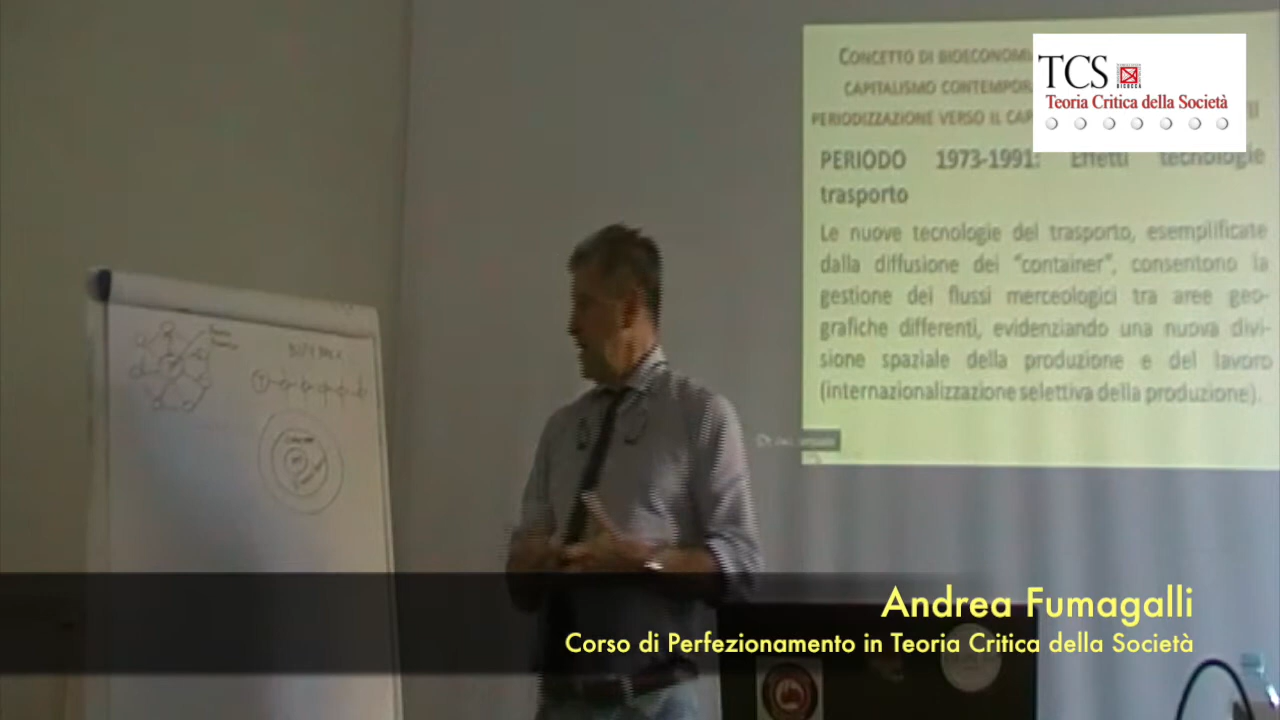 CONCETTO DI BIOECONOMI
CAPITALISMO CONTEMPOR
PERIODIZZAZIONE VERSO IL CAP
TCS
BICOCCA
Teoria Critica della Società
PERIODO 1973-1991: Effetti tecnologie
trasporto
Le nuove tecnologie del trasporto, esemplificate
dalla diffusione dei "container", consentono la
gestione dei flussi merceologici tra aree geo-
grafiche differenti, evidenziando una nuova divi-
sione spaziale della produzione e del lavoro
(internazionalizzazione selettiva della produzione).
Andrea Fumagalli
Corso di Perfezionamento in Teoria Critica della Società